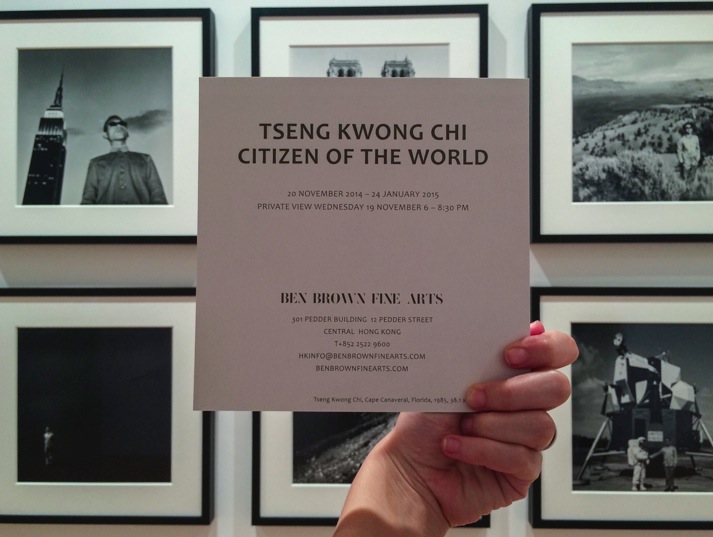 TSENG KWONG CHI
CITIZEN OF THE WORLD
20 NOVEMBER 2014 – 24 JANUARY 2015
PRIVATE VIEW WEDNESDAY 19 NOVEMBER 6 – 8:30 PM
BEN BROWN FINE ARTS
301 PEDDER BUILDING 12 PEDDER STREET
CENTRAL HONG KONG
T+852 2522 9600
HKINFO@BENBROWNFINEARTS.COM
BENBROWNFINEARTS.COM
Tseng Kwong Chi, Cape Canaveral, Florida, 1985,